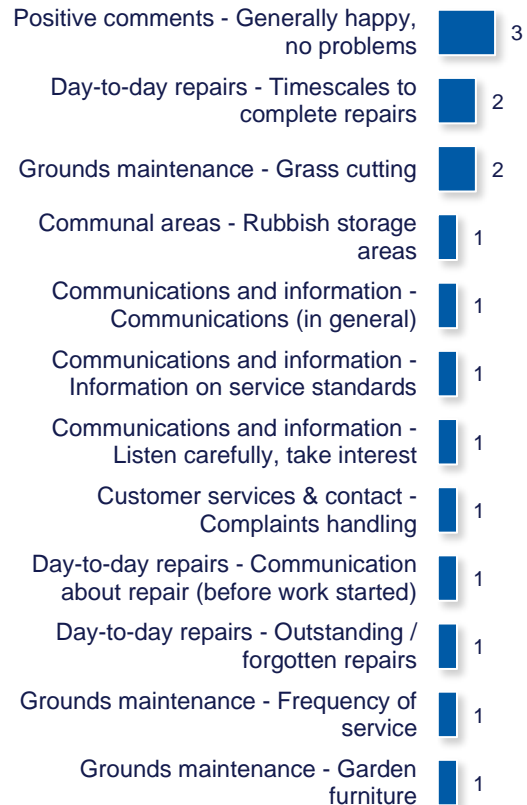 Positive comments - Generally happy,
no problems
3
Day-to-day repairs - Timescales to
complete repairs
2
Grounds maintenance - Grass cutting
2
Communal areas - Rubbish storage
areas
1
Communications and information -
Communications (in general)
1
Communications and information -
Information on service standards
1
Communications and information -
Listen carefully, take interest
1
Customer services & contact -
Complaints handling
1
Day-to-day repairs - Communication
about repair (before work started)
1
Day-to-day repairs - Outstanding /
forgotten repairs
1
Grounds maintenance - Frequency of
service
1
Grounds maintenance - Garden
furniture
1